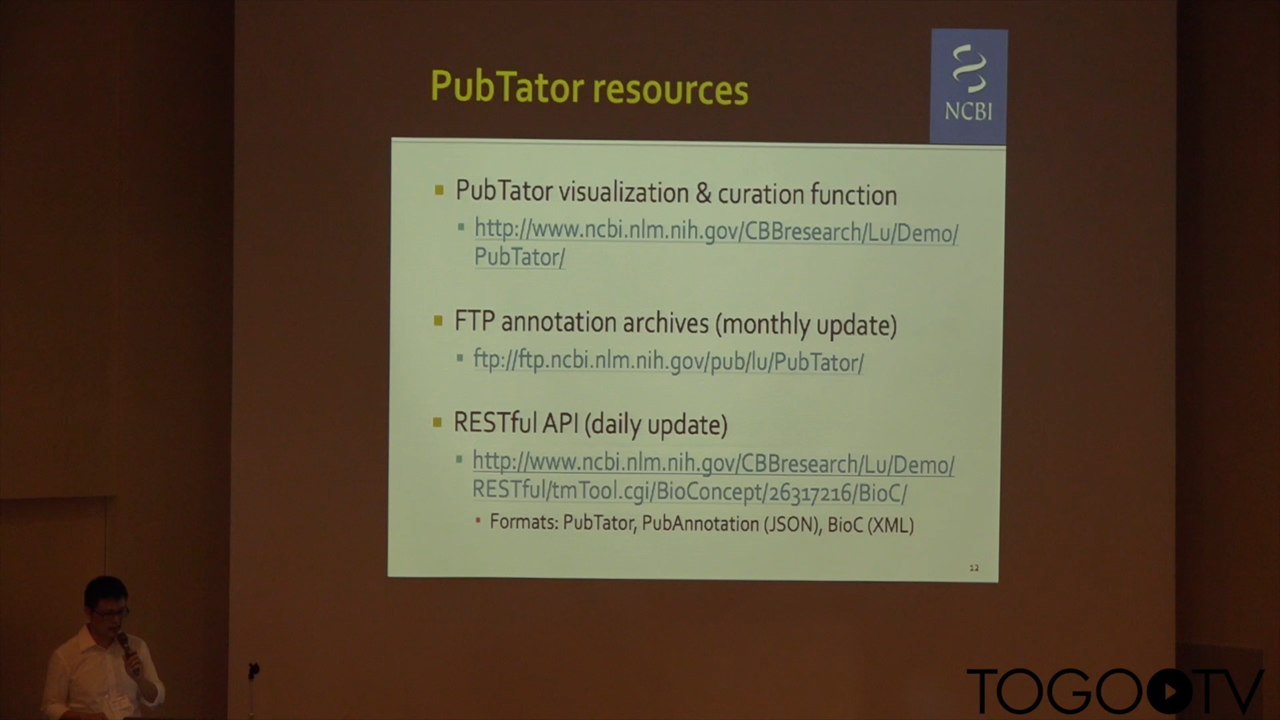 PubTator resources
NCBI
PubTator visualization & curation function
http://www.ncbi.nlm.nih.gov/CBBresearch/Lu/Demo/
PubTator/
FTP annotation archives (monthly update)
ftp://ftp.ncbi.nlm.nih.gov/pub/lu/PubTator/
RESTful API (daily update)
http://www.ncbi.nlm.nih.gov/CBBresearch/Lu/Demo/
RESTful/tmTool.cgi/BioConcept/26317216/BioC/
Formats: PubTator, PubAnnotation (JSON), BioC (XML)
12
TOGO TV